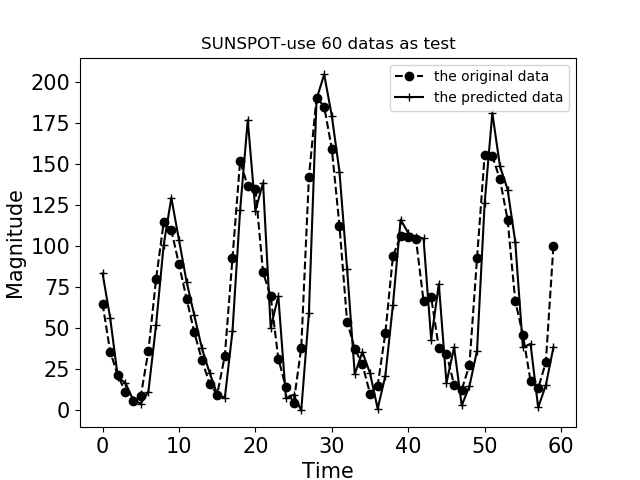 SUNSPOT-use 60 datas as test
the original data
the predicted data
200
175
150
125
100
75
50
25
0
Magnitude
0 10 20 30 40 50 60
Time